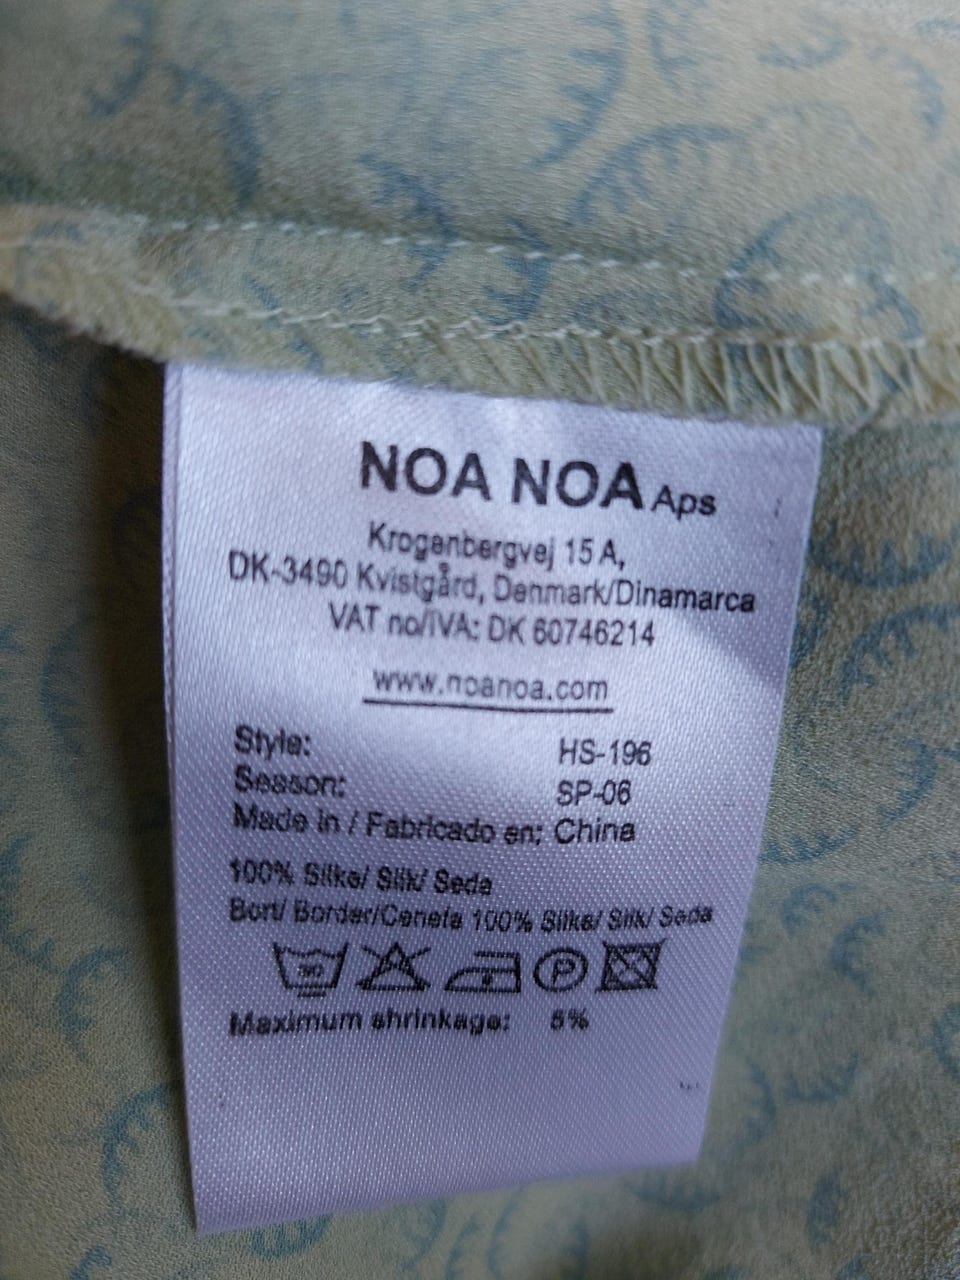 NOA NOA Aps
Krogenbergvej 15 A,
DK-3490 Kvistgård, Denmark/Dinamarca
VAT no/IVA: DK 60746214
www.noanoa.com
Style: HS-196
Season: SP-06
Made in / Fabricado en: China
100% Silke/ Silk/ Seda
Bort/ Border/Ceneta 100% Silke/ Silk/ Seda
30 P
Maximum shrinkage: 5%